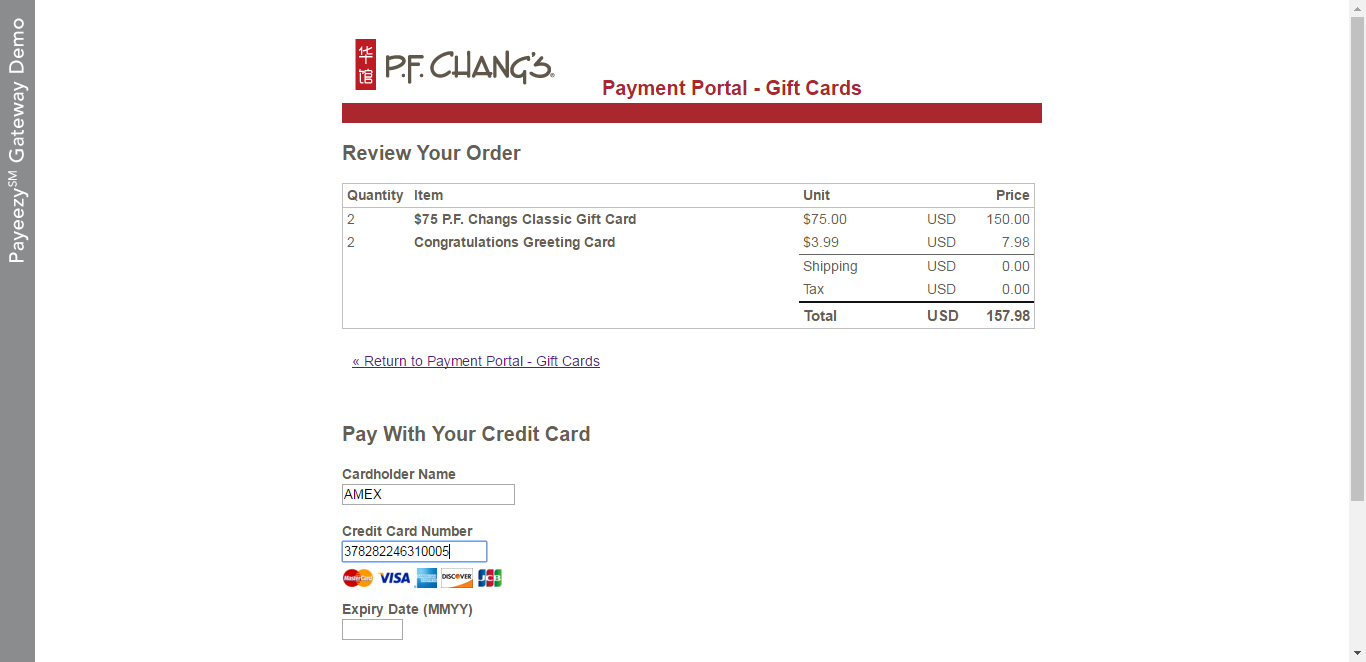 Payeezy℠ Gateway Demo
华
馆
P.F. CHANG'S®
Payment Portal - Gift Cards
Review Your Order
Quantity Item Unit Price
2 $75 P.F. Changs Classic Gift Card $75.00 USD 150.00
2 Congratulations Greeting Card $3.99 USD 7.98
Shipping USD 0.00
Tax USD 0.00
Total USD 157.98
« Return to Payment Portal - Gift Cards
Pay With Your Credit Card
Cardholder Name
AMEX
Credit Card Number
378282246310005
MasterCard VISA AMERICAN EXPRESS DISCOVER JCB
Expiry Date (MMYY)